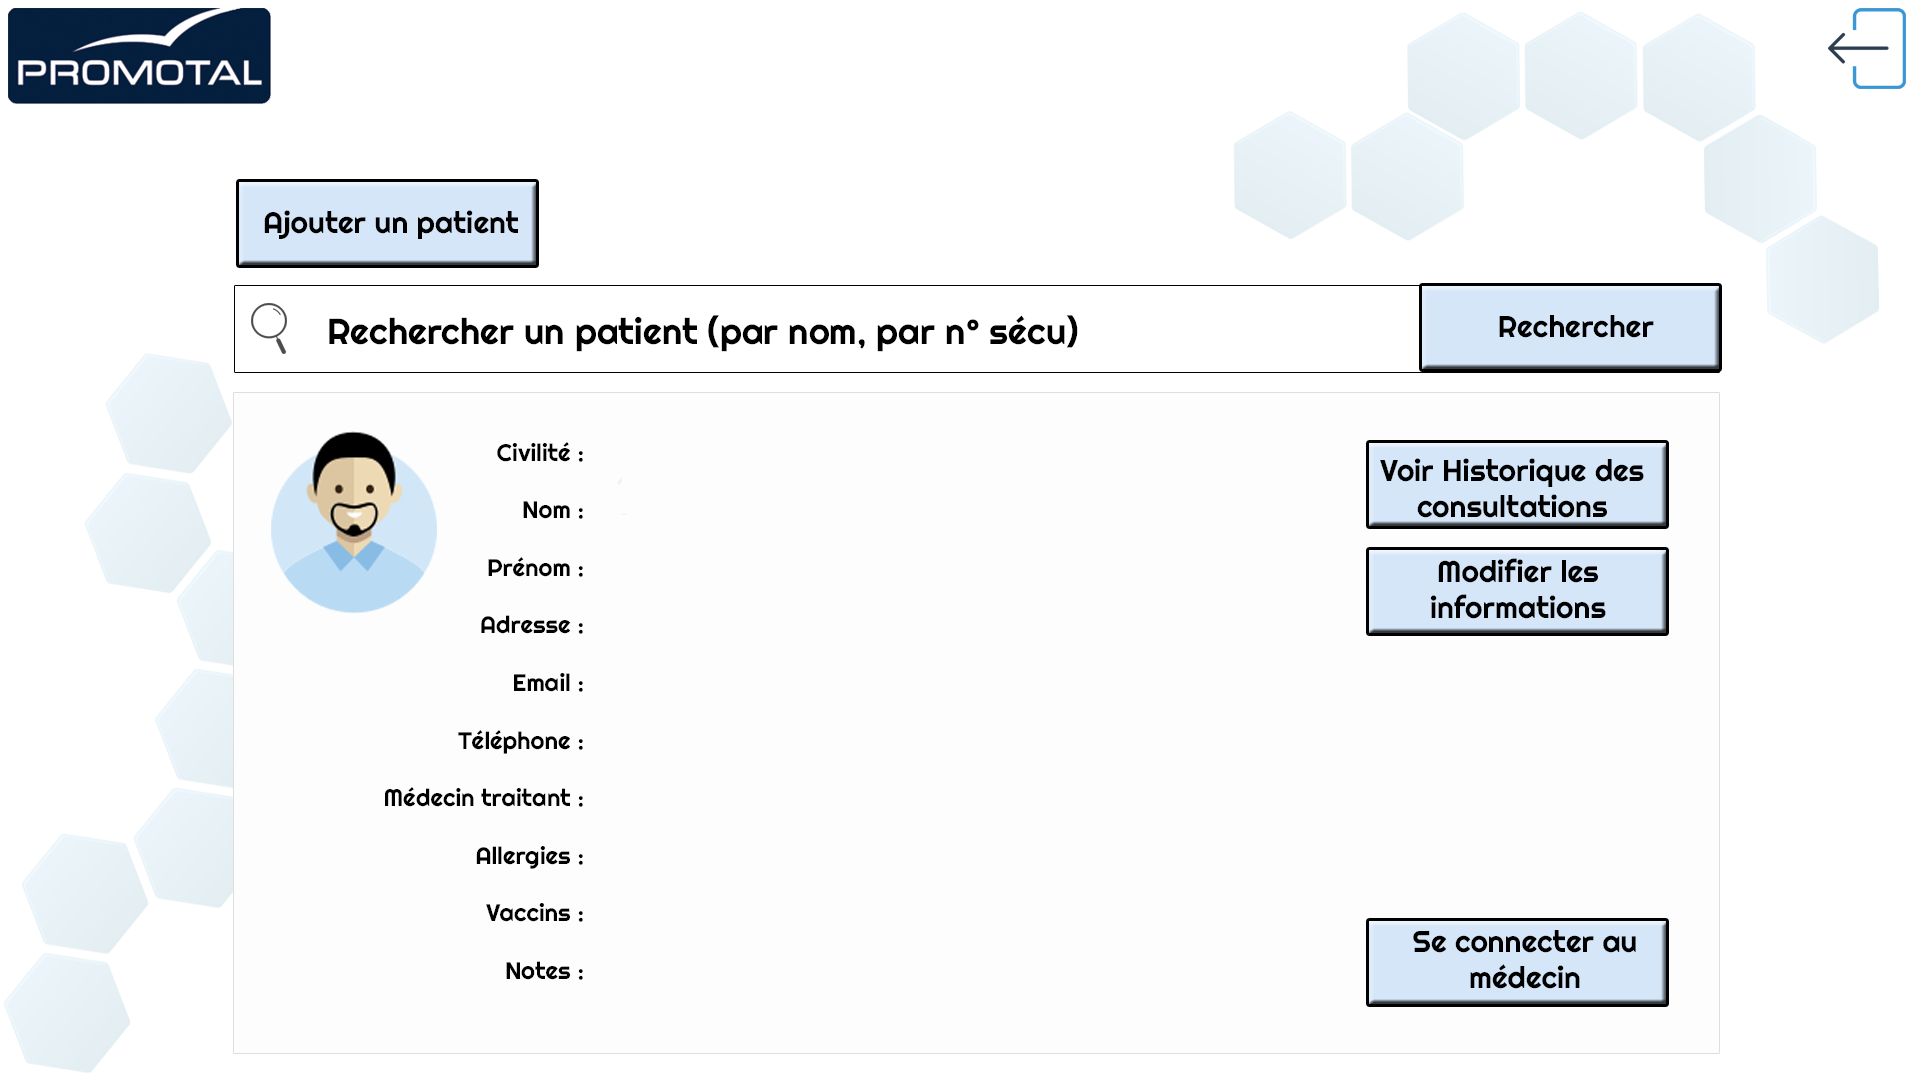 PROMOTAL
Ajouter un patient
Rechercher un patient (par nom, par n° sécu)
Rechercher
Civilité :
Nom :
Prénom :
Adresse :
Email :
Téléphone :
Médecin traitant :
Allergies :
Vaccins :
Notes :
Voir Historique des
consultations
Modifier les
informations
Se connecter au
médecin